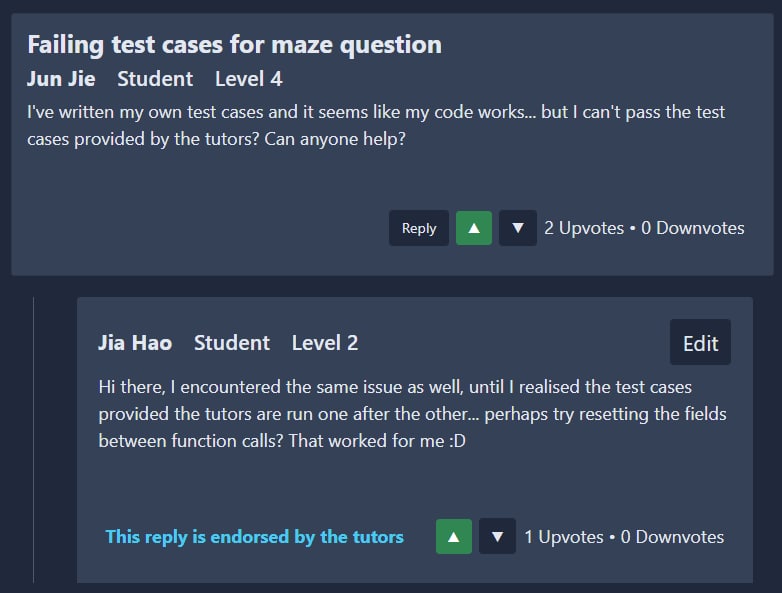 Failing test cases for maze question
Jun Jie Student Level 4
I've written my own test cases and it seems like my code works... but I can't pass the test
cases provided by the tutors? Can anyone help?
Reply ▲ ▼ 2 Upvotes • 0 Downvotes
Jia Hao Student Level 2 Edit
Hi there, I encountered the same issue as well, until I realised the test cases
provided the tutors are run one after the other... perhaps try resetting the fields
between function calls? That worked for me :D
This reply is endorsed by the tutors ▲ ▼ 1 Upvotes • 0 Downvotes